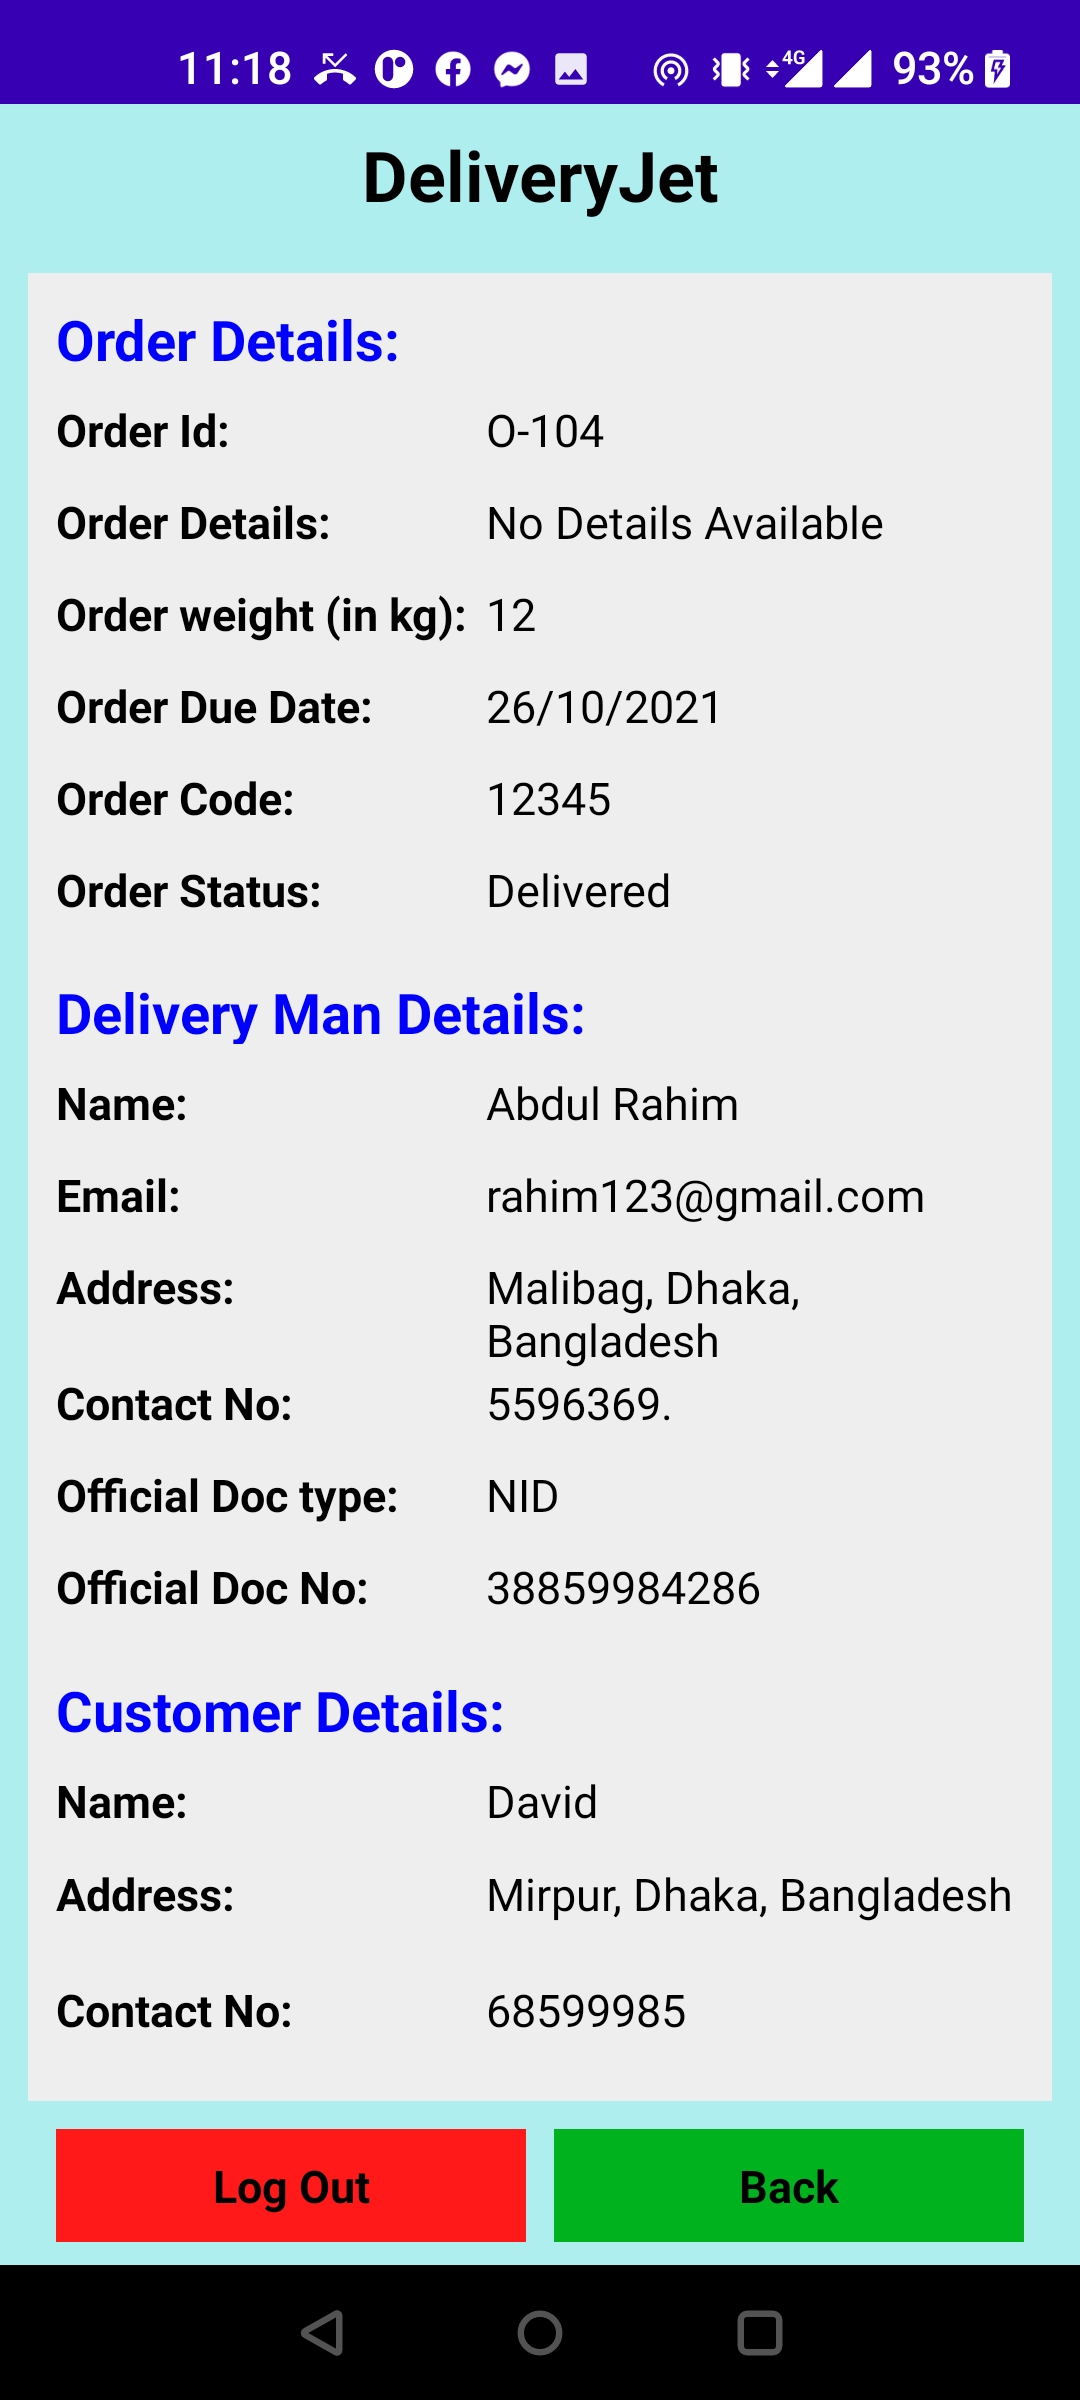 11:18 4G 93%
DeliveryJet
Order Details:
Order Id: O-104
Order Details: No Details Available
Order weight (in kg): 12
Order Due Date: 26/10/2021
Order Code: 12345
Order Status: Delivered
Delivery Man Details:
Name: Abdul Rahim
Email: rahim123@gmail.com
Address: Malibag, Dhaka,
Bangladesh
Contact No: 5596369.
Official Doc type: NID
Official Doc No: 38859984286
Customer Details:
Name: David
Address: Mirpur, Dhaka, Bangladesh
Contact No: 68599985
Log Out Back